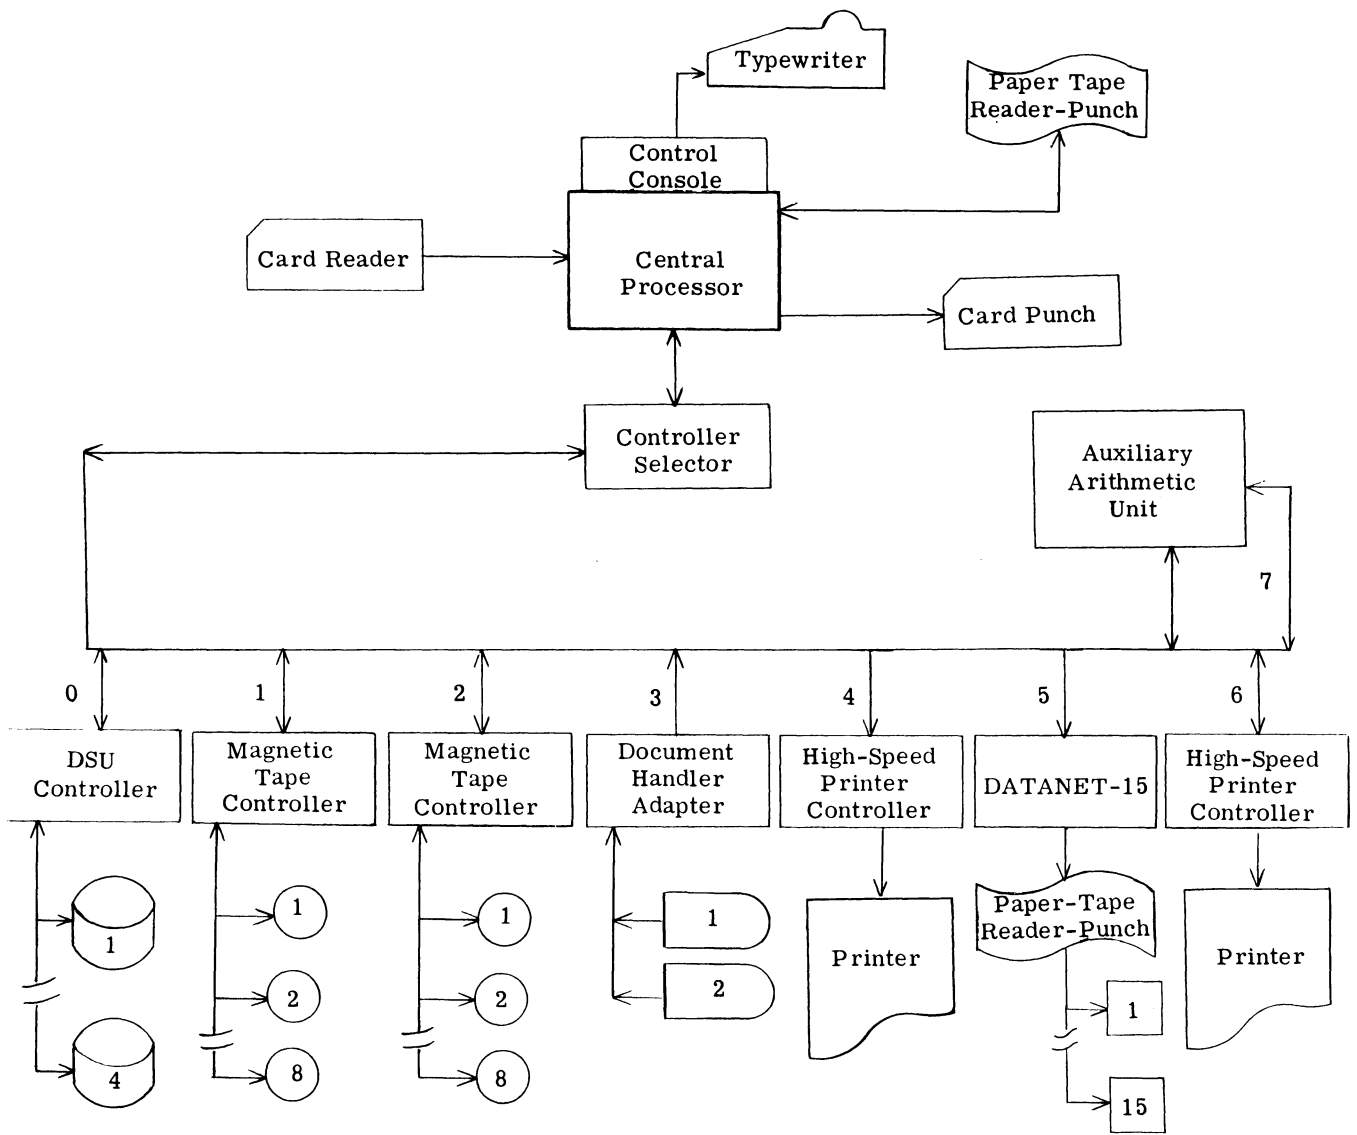 Typewriter
Paper Tape
Reader-Punch
Control
Console
Card Reader
Central
Processor
Card Punch
Controller
Selector
Auxiliary
Arithmetic
Unit
7
0
1
2
3
4
5
6
DSU
Controller
Magnetic
Tape
Controller
Magnetic
Tape
Controller
Document
Handler
Adapter
High-Speed
Printer
Controller
DATANET-15
High-Speed
Printer
Controller
1
4
1
2
8
1
2
8
1
2
Printer
Paper-Tape
Reader-Punch
1
15
Printer